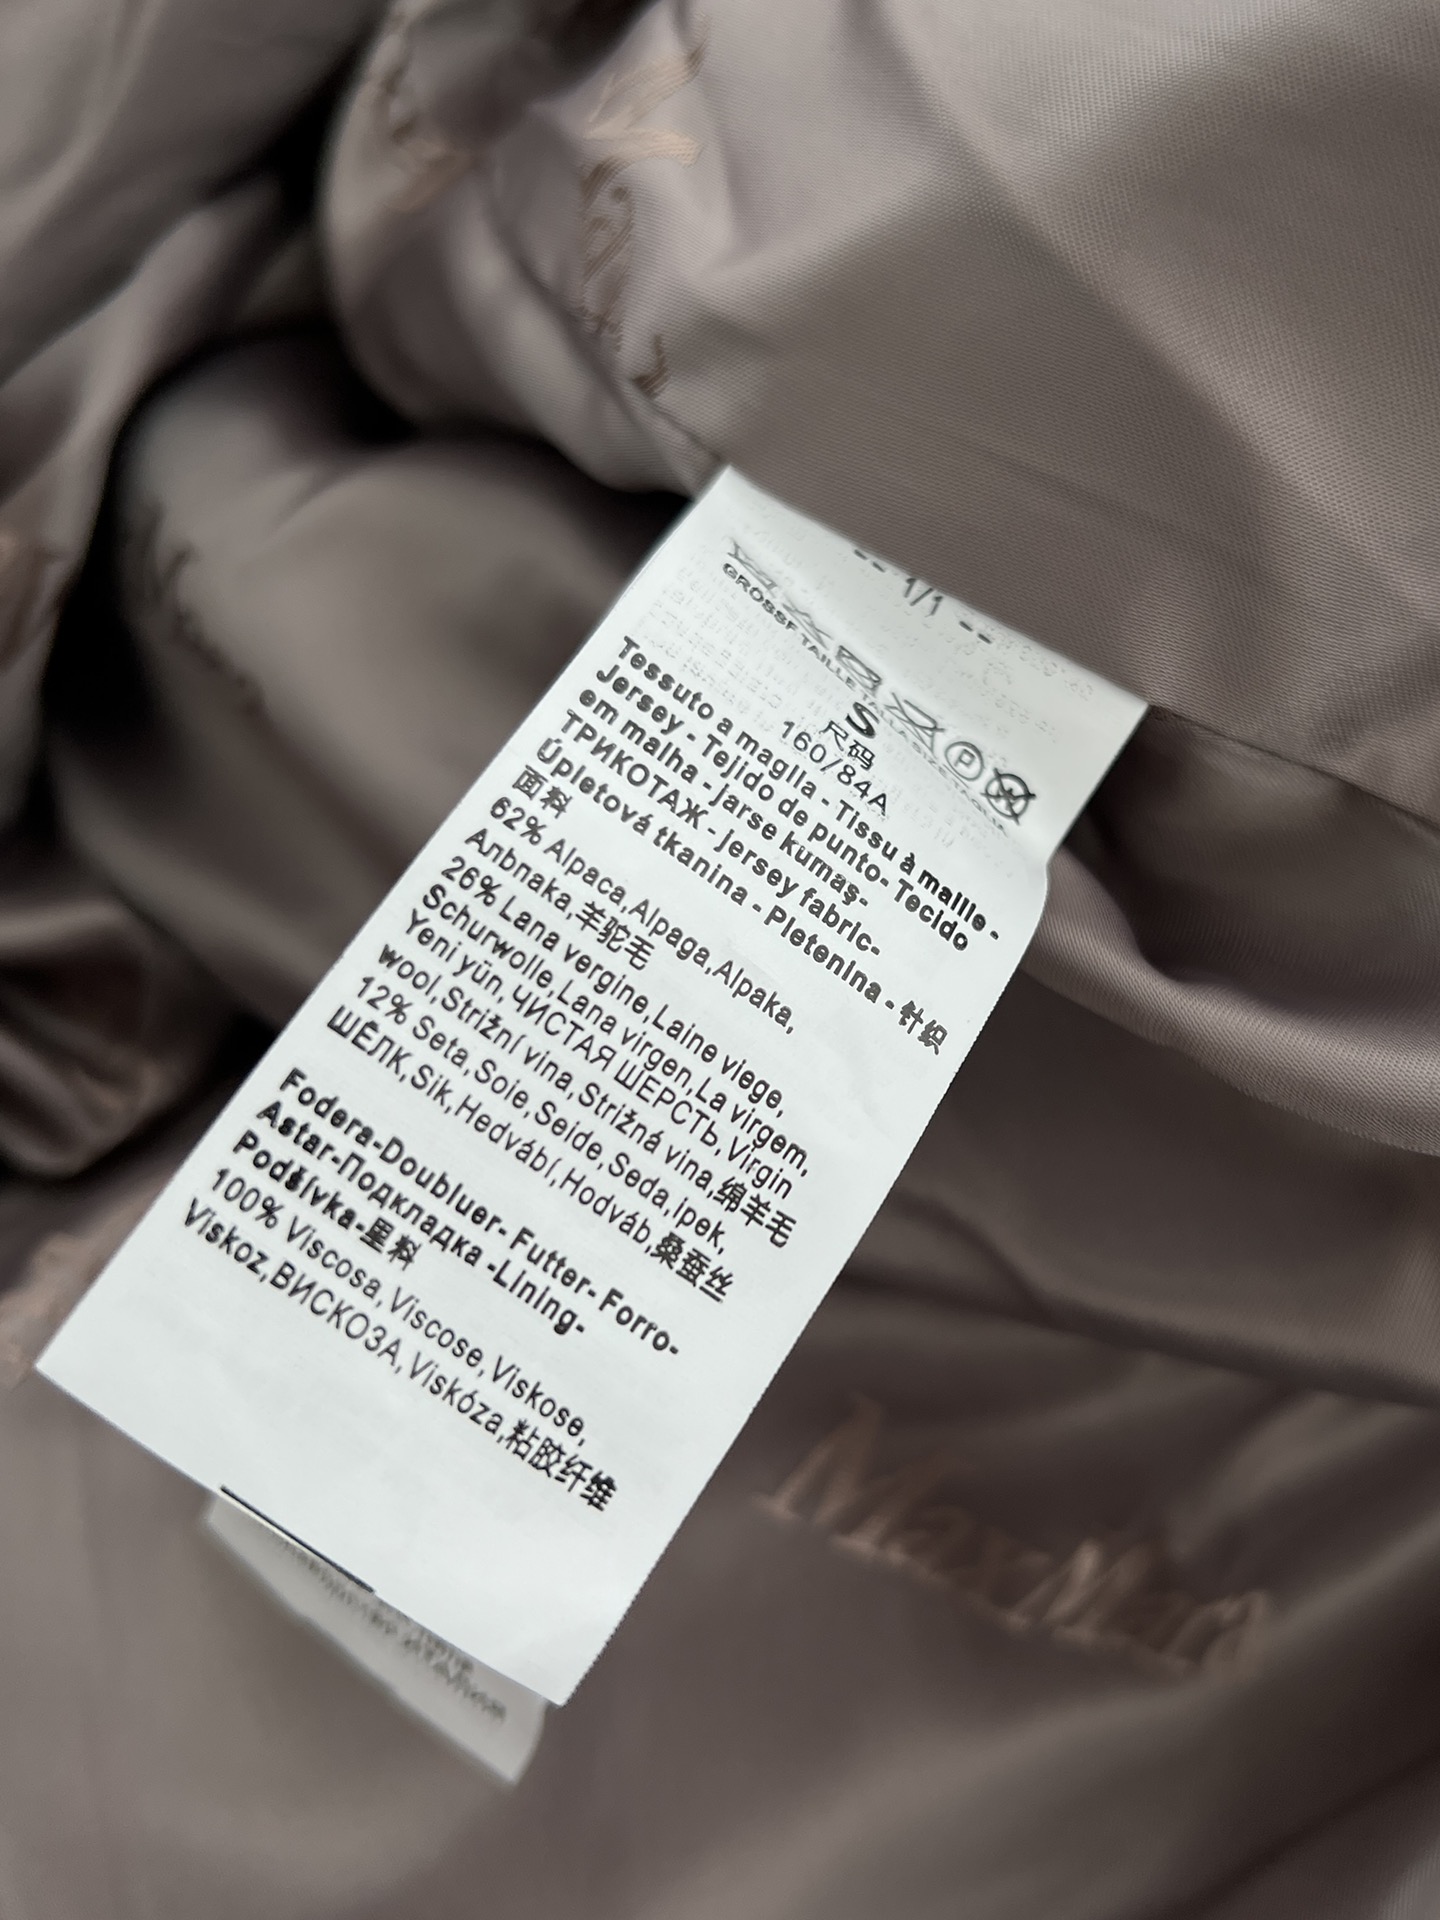 -- 1/1 --
GROSSE TAILLE TALLA SIZE TAGLIA
S
尺码
160/84A
Tessuto a maglla - Tissu à maille -
Jersey - Tejido de punto- Tecido
em malha - jarse kumaş-
ТРИКОТАЖ - jersey fabric-
Úpletová tkanina - Pletenina - 针织
面料
62% Alpaca,Alpaga,Alpaka,
Албпака,羊驼毛
26% Lana vergine,Laine viege,
Schurwolle,Lana virgen,La virgem,
Yeni yün,ЧИСТАЯ ШЕРСТЬ,Virgin
wool,Strižní vina,Strižná vina,绵羊毛
12% Seta,Soie,Seide,Seda,ipek,
ШЁЛК,Sik,Hedvábí,Hodváb,桑蚕丝
Fodera-Doubluer- Futter- Forro-
Astar-Подкладка -Lining-
Podšívka-里料
100% Viscosa,Viscose,Viskose,
Viskoz,ВИСКОЗА,Viskóza,粘胶纤维
MaxMara